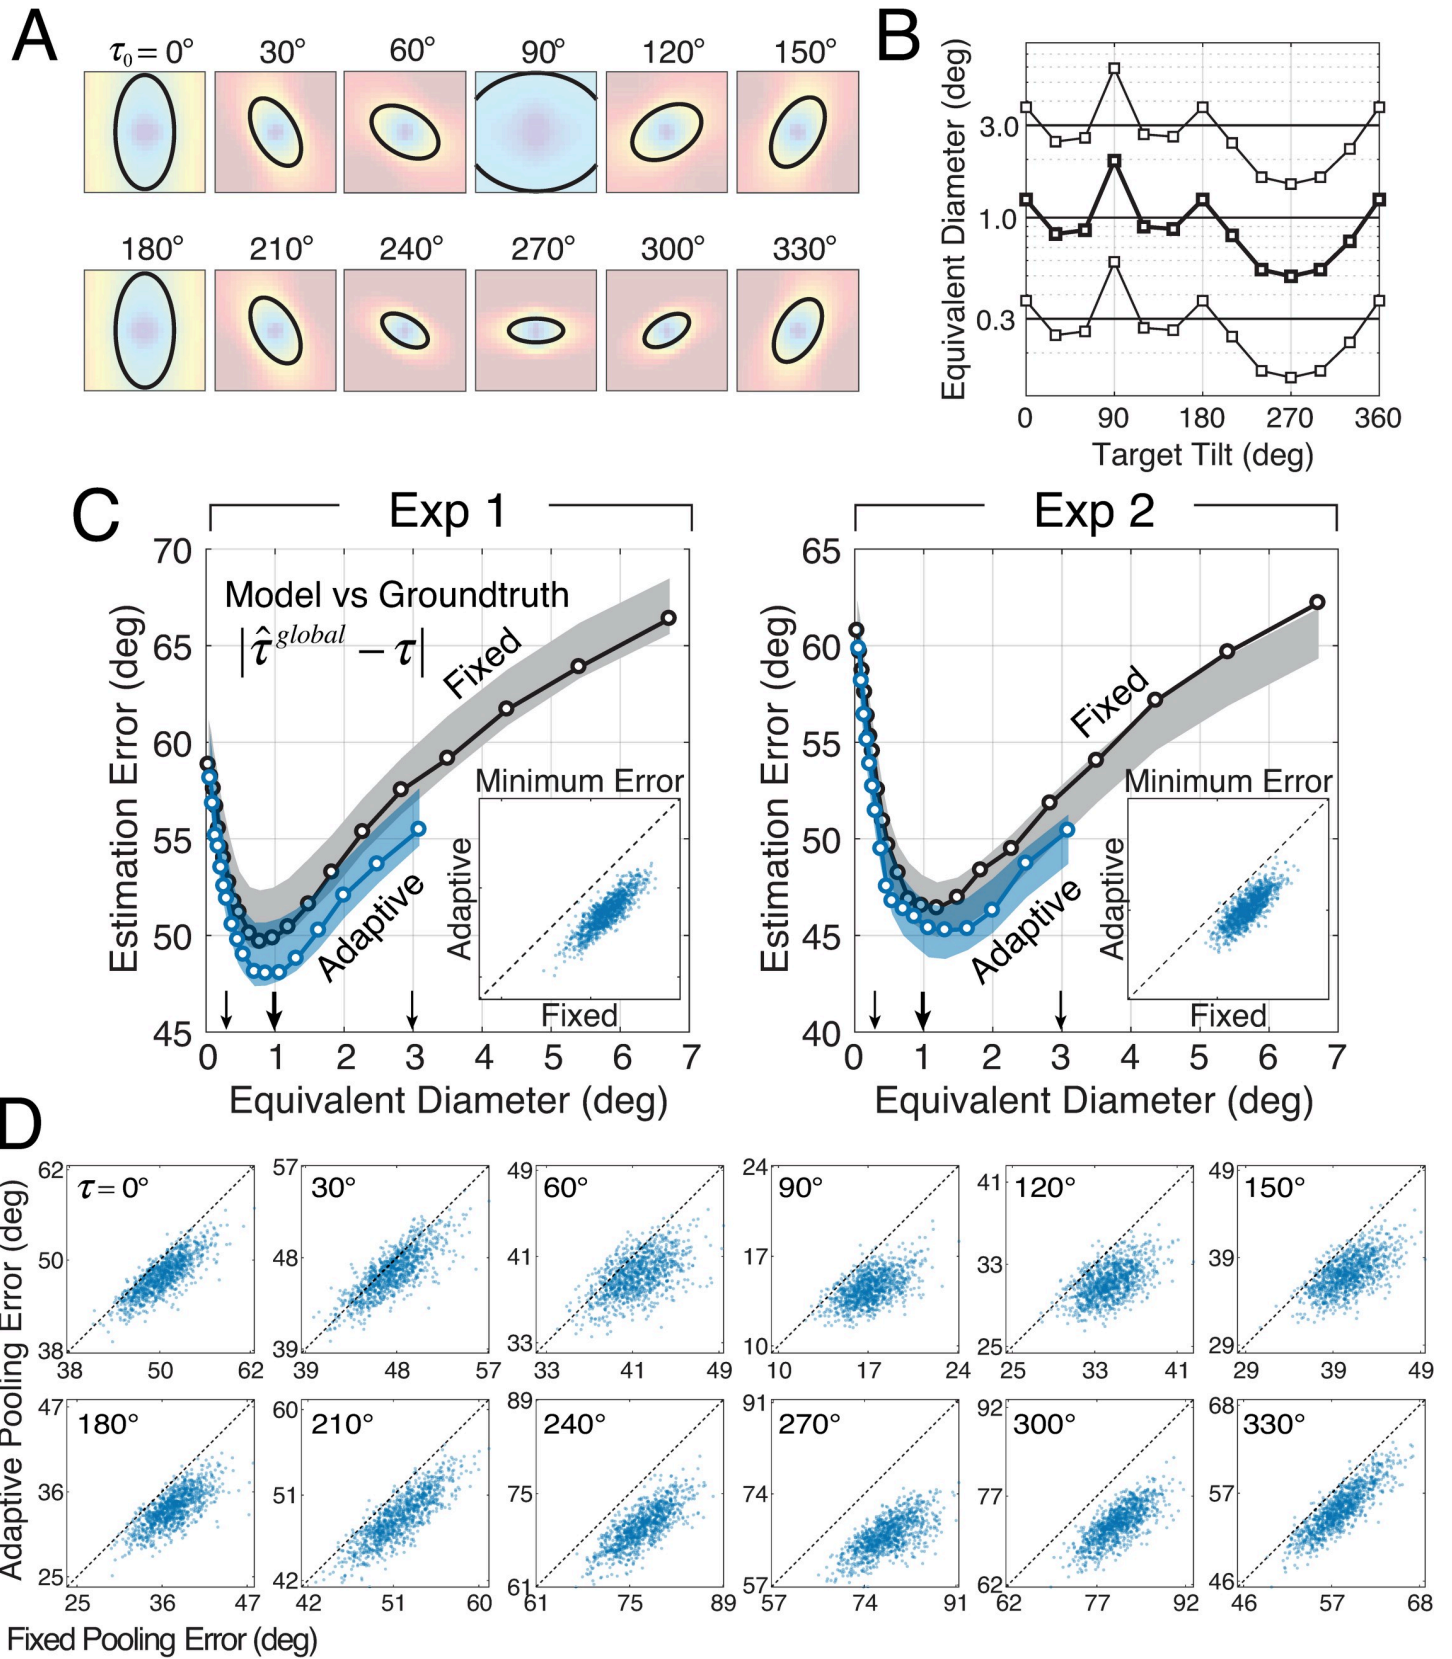 A
τ₀ = 0° 30° 60° 90° 120° 150°
180° 210° 240° 270° 300° 330°
B
Equivalent Diameter (deg)
3.0
1.0
0.3
0 90 180 270 360
Target Tilt (deg)
C
Exp 1
Estimation Error (deg)
70
65
60
55
50
45
Model vs Groundtruth
|τ̂^global − τ|
Fixed
Adaptive
Minimum Error
Adaptive
Fixed
0 1 2 3 4 5 6 7
Equivalent Diameter (deg)
Exp 2
Estimation Error (deg)
65
60
55
50
45
40
Fixed
Adaptive
Minimum Error
Adaptive
Fixed
0 1 2 3 4 5 6 7
Equivalent Diameter (deg)
D
Adaptive Pooling Error (deg)
τ = 0°
62
50
38
38 50 62
30°
57
48
39
39 48 57
60°
49
41
33
33 41 49
90°
24
17
10
10 17 24
120°
41
33
25
25 33 41
150°
49
39
29
29 39 49
180°
47
36
25
25 36 47
210°
60
51
42
42 51 60
240°
89
75
61
61 75 89
270°
91
74
57
57 74 91
300°
92
77
62
62 77 92
330°
68
57
46
46 57 68
Fixed Pooling Error (deg)